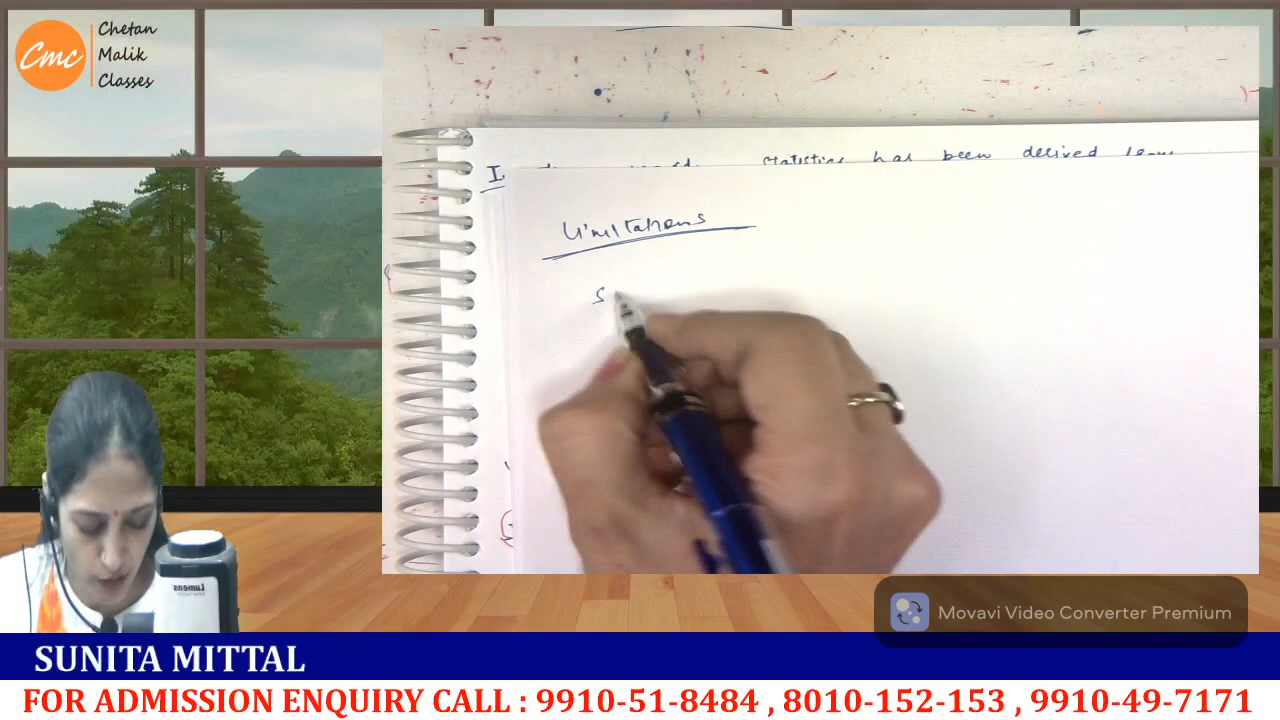 Chetan
cmc Malik
Classes
statistics has been derived
Limitations
S
Lumens
Movavi Video Converter Premium
SUNITA MITTAL
FOR ADMISSION ENQUIRY CALL : 9910-51-8484 , 8010-152-153 , 9910-49-7171